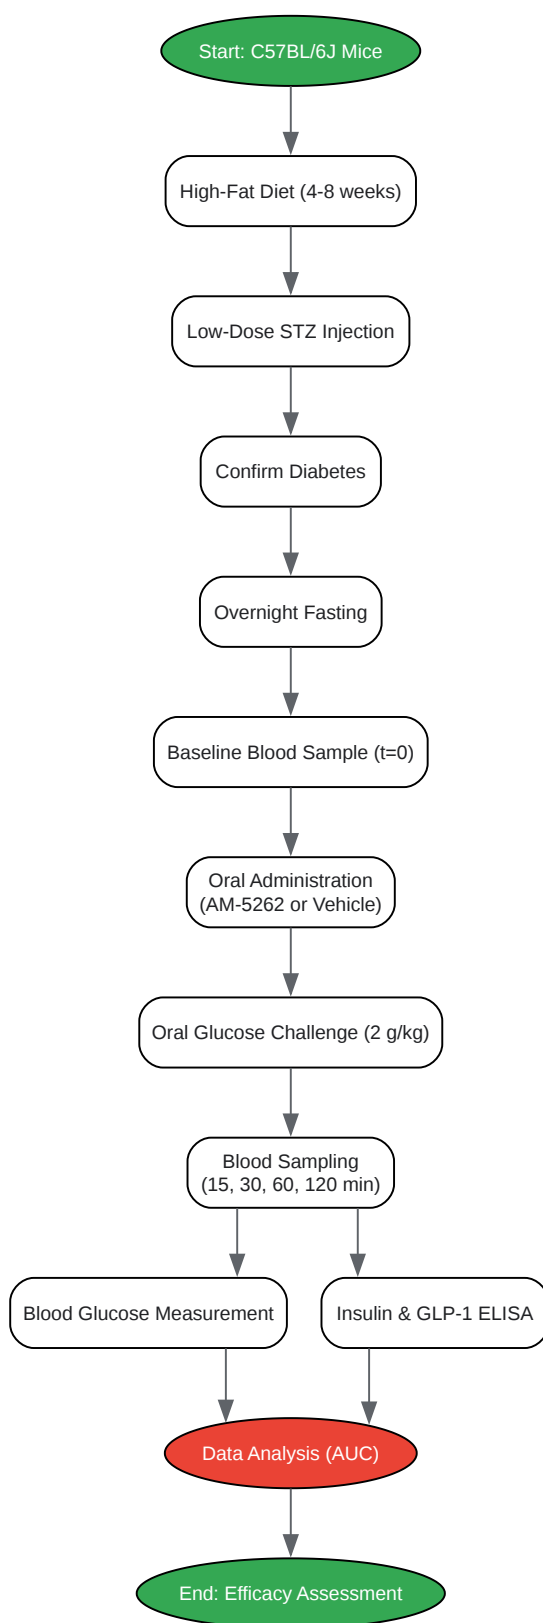 Start: C57BL/6J Mice
High-Fat Diet (4-8 weeks)
Low-Dose STZ Injection
Confirm Diabetes
Overnight Fasting
Baseline Blood Sample (t=0)
Oral Administration
(AM-5262 or Vehicle)
Oral Glucose Challenge (2 g/kg)
Blood Sampling
(15, 30, 60, 120 min)
Blood Glucose Measurement
Insulin & GLP-1 ELISA
Data Analysis (AUC)
End: Efficacy Assessment